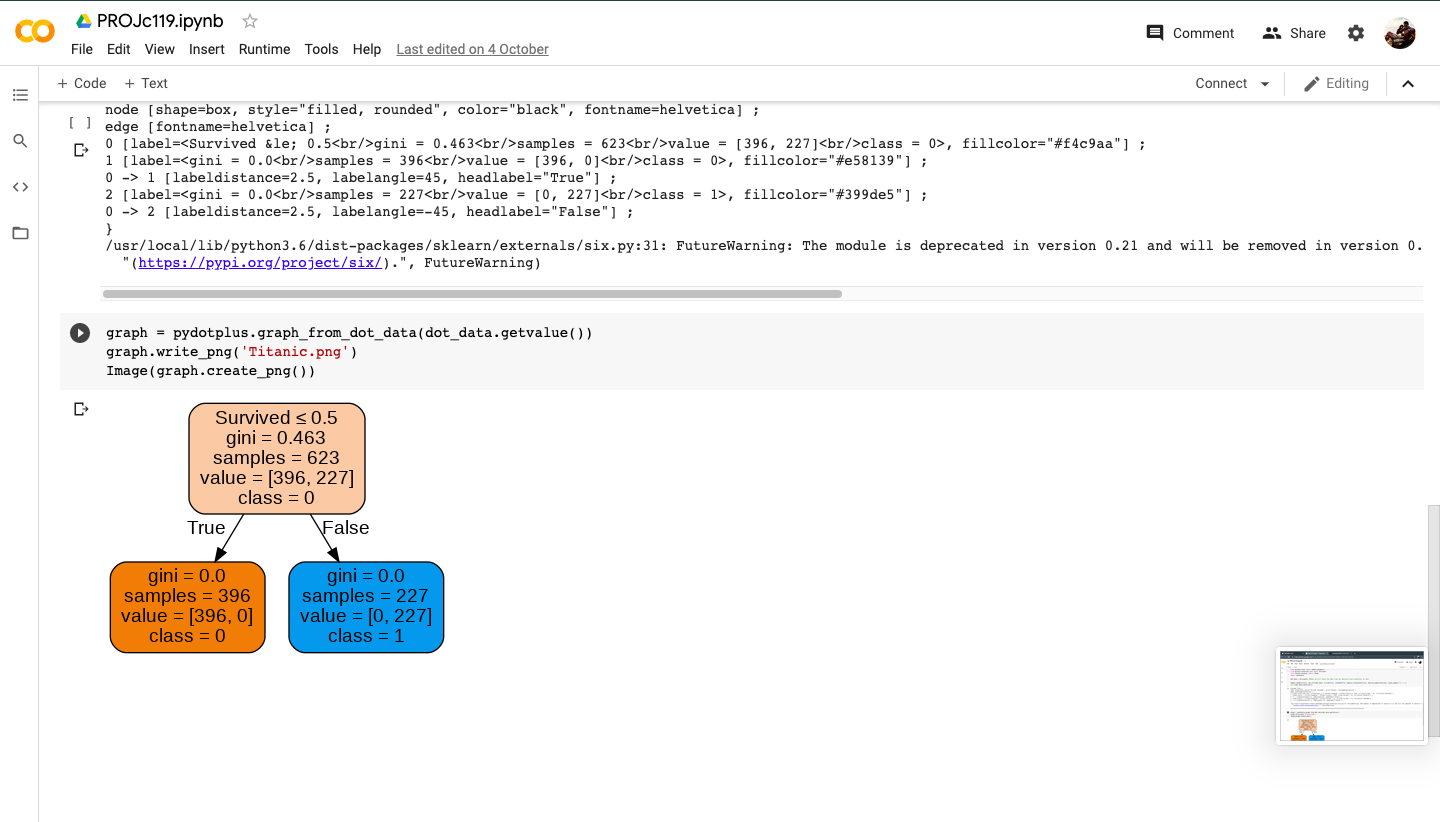 PROJc119.ipynb
File Edit View Insert Runtime Tools Help Last edited on 4 October
Comment
Share
+ Code + Text
Connect
Editing
node [shape=box, style="filled, rounded", color="black", fontname=helvetica] ;
[ ]
edge [fontname=helvetica] ;
0 [label=<Survived &le; 0.5<br/>gini = 0.463<br/>samples = 623<br/>value = [396, 227]<br/>class = 0>, fillcolor="#f4c9aa"] ;
1 [label=<gini = 0.0<br/>samples = 396<br/>value = [396, 0]<br/>class = 0>, fillcolor="#e58139"] ;
0 -> 1 [labeldistance=2.5, labelangle=45, headlabel="True"] ;
2 [label=<gini = 0.0<br/>samples = 227<br/>value = [0, 227]<br/>class = 1>, fillcolor="#399de5"] ;
0 -> 2 [labeldistance=2.5, labelangle=-45, headlabel="False"] ;
}
/usr/local/lib/python3.6/dist-packages/sklearn/externals/six.py:31: FutureWarning: The module is deprecated in version 0.21 and will be removed in version 0.
"(https://pypi.org/project/six/).", FutureWarning)
graph = pydotplus.graph_from_dot_data(dot_data.getvalue())
graph.write_png('Titanic.png')
Image(graph.create_png())
Survived ≤ 0.5
gini = 0.463
samples = 623
value = [396, 227]
class = 0
True
False
gini = 0.0
samples = 396
value = [396, 0]
class = 0
gini = 0.0
samples = 227
value = [0, 227]
class = 1